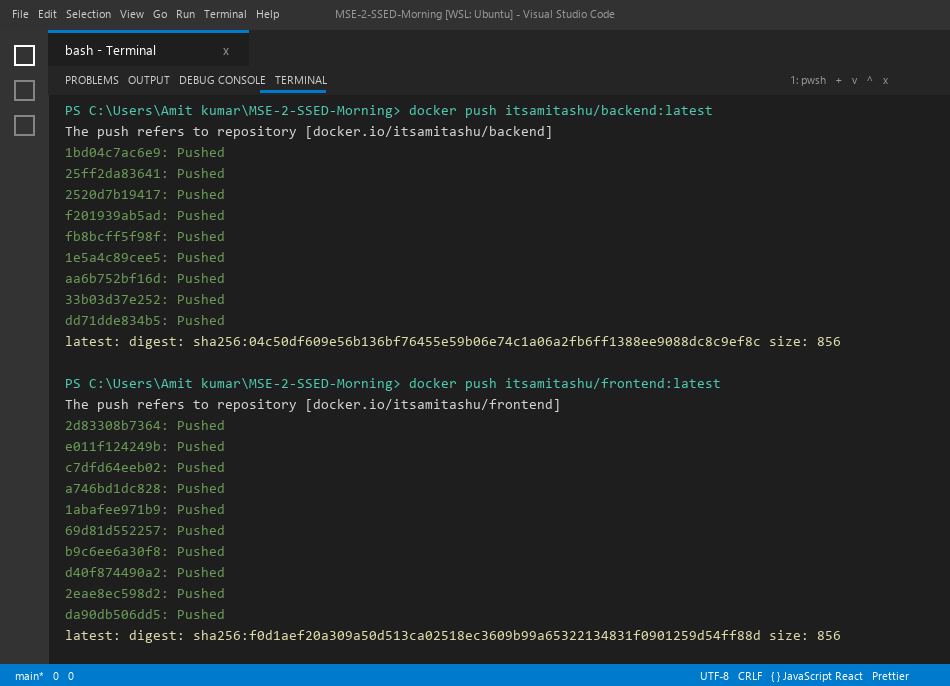 File Edit Selection View Go Run Terminal Help MSE-2-SSED-Morning [WSL: Ubuntu] - Visual Studio Code
bash - Terminal x
PROBLEMS OUTPUT DEBUG CONSOLE TERMINAL 1: pwsh + v ^ x
PS C:\Users\Amit kumar\MSE-2-SSED-Morning> docker push itsamitashu/backend:latest
The push refers to repository [docker.io/itsamitashu/backend]
1bd04c7ac6e9: Pushed
25ff2da83641: Pushed
2520d7b19417: Pushed
f201939ab5ad: Pushed
fb8bcff5f98f: Pushed
1e5a4c89cee5: Pushed
aa6b752bf16d: Pushed
33b03d37e252: Pushed
dd71dde834b5: Pushed
latest: digest: sha256:04c50df609e56b136bf76455e59b06e74c1a06a2fb6ff1388ee9088dc8c9ef8c size: 856
PS C:\Users\Amit kumar\MSE-2-SSED-Morning> docker push itsamitashu/frontend:latest
The push refers to repository [docker.io/itsamitashu/frontend]
2d83308b7364: Pushed
e011f124249b: Pushed
c7dfd64eeb02: Pushed
a746bd1dc828: Pushed
1abafee971b9: Pushed
69d81d552257: Pushed
b9c6ee6a30f8: Pushed
d40f874490a2: Pushed
2eae8ec598d2: Pushed
da90db506dd5: Pushed
latest: digest: sha256:f0d1aef20a309a50d513ca02518ec3609b99a65322134831f0901259d54ff88d size: 856
main* 0 0 UTF-8 CRLF { } JavaScript React Prettier